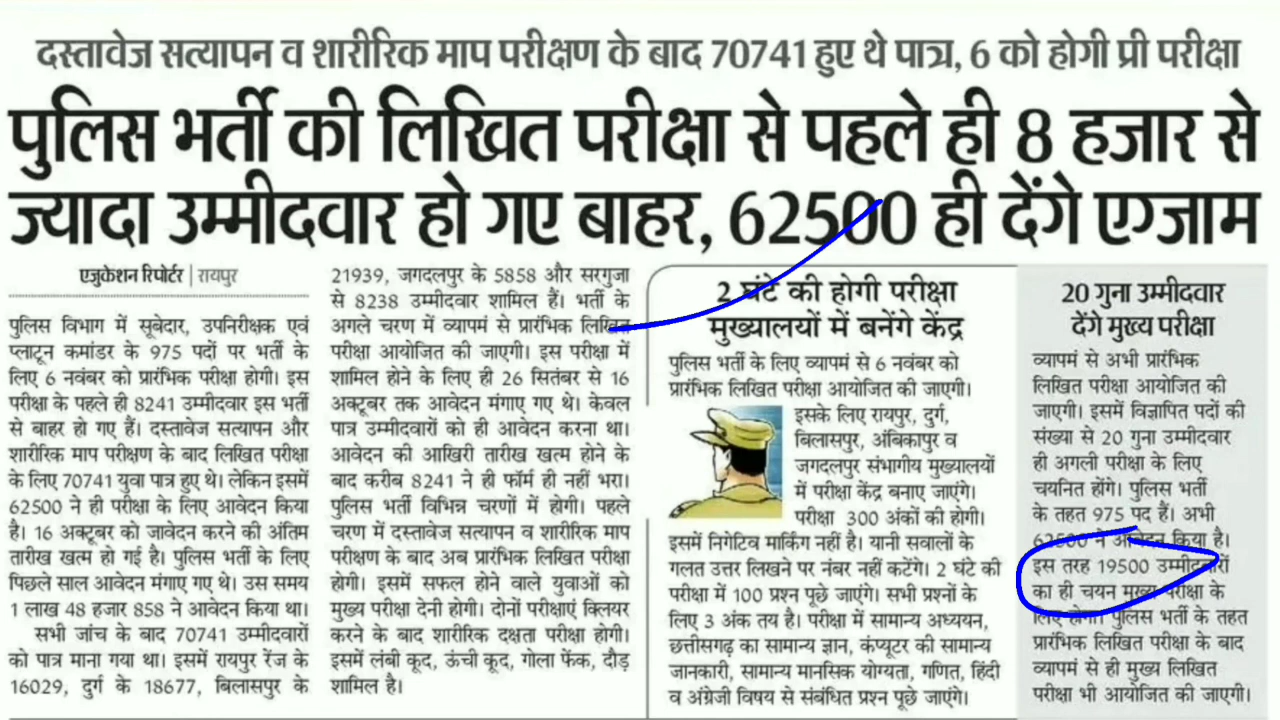 दस्तावेज सत्यापन व शारीरिक माप परीक्षण के बाद 70741 हुए थे पात्र, 6 को होगी प्री परीक्षा
पुलिस भर्ती की लिखित परीक्षा से पहले ही 8 हजार से
ज्यादा उम्मीदवार हो गए बाहर, 62500 ही देंगे एग्जाम
एजुकेशन रिपोर्टर | रायपुर
पुलिस विभाग में सूबेदार, उपनिरीक्षक एवं
प्लाटून कमांडर के 975 पदों पर भर्ती के
लिए 6 नवंबर को प्रारंभिक परीक्षा होगी। इस
परीक्षा के पहले ही 8241 उम्मीदवार इस भर्ती
से बाहर हो गए हैं। दस्तावेज सत्यापन और
शारीरिक माप परीक्षण के बाद लिखित परीक्षा
के लिए 70741 युवा पात्र हुए थे। लेकिन इसमें
62500 ने ही परीक्षा के लिए आवेदन किया
है। 16 अक्टूबर को जावेदन करने की अंतिम
तारीख खत्म हो गई है। पुलिस भर्ती के लिए
पिछले साल आवेदन मंगाए गए थे। उस समय
1 लाख 48 हजार 858 ने आवेदन किया था।
सभी जांच के बाद 70741 उम्मीदवारों
को पात्र माना गया था। इसमें रायपुर रेंज के
16029, दुर्ग के 18677, बिलासपुर के
21939, जगदलपुर के 5858 और सरगुजा
से 8238 उम्मीदवार शामिल हैं। भर्ती के
अगले चरण में व्यापमं से प्रारंभिक लिखित
परीक्षा आयोजित की जाएगी। इस परीक्षा में
शामिल होने के लिए ही 26 सितंबर से 16
अक्टूबर तक आवेदन मंगाए गए थे। केवल
पात्र उम्मीदवारों को ही आवेदन करना था।
आवेदन की आखिरी तारीख खत्म होने के
बाद करीब 8241 ने ही फॉर्म ही नहीं भरा।
पुलिस भर्ती विभिन्न चरणों में होगी। पहले
चरण में दस्तावेज सत्यापन व शारीरिक माप
परीक्षण के बाद अब प्रारंभिक लिखित परीक्षा
होगी। इसमें सफल होने वाले युवाओं को
मुख्य परीक्षा देनी होगी। दोनों परीक्षाएं क्लियर
करने के बाद शारीरिक दक्षता परीक्षा होगी।
इसमें लंबी कूद, ऊंची कूद, गोला फेंक, दौड़
शामिल है।
2 घंटे की होगी परीक्षा
मुख्यालयों में बनेंगे केंद्र
पुलिस भर्ती के लिए व्यापमं से 6 नवंबर को
प्रारंभिक लिखित परीक्षा आयोजित की जाएगी।
इसके लिए रायपुर, दुर्ग,
बिलासपुर, अंबिकापुर व
जगदलपुर संभागीय मुख्यालयों
में परीक्षा केंद्र बनाए जाएंगे।
परीक्षा 300 अंकों की होगी।
इसमें निगेटिव मार्किंग नहीं है। यानी सवालों के
गलत उत्तर लिखने पर नंबर नहीं कटेंगे। 2 घंटे की
परीक्षा में 100 प्रश्न पूछे जाएंगे। सभी प्रश्नों के
लिए 3 अंक तय है। परीक्षा में सामान्य अध्ययन,
छत्तीसगढ़ का सामान्य ज्ञान, कंप्यूटर की सामान्य
जानकारी, सामान्य मानसिक योग्यता, गणित, हिंदी
व अंग्रेजी विषय से संबंधित प्रश्न पूछे जाएंगे।
20 गुना उम्मीदवार
देंगे मुख्य परीक्षा
व्यापमं से अभी प्रारंभिक
लिखित परीक्षा आयोजित की
जाएगी। इसमें विज्ञापित पदों की
संख्या से 20 गुना उम्मीदवार
ही अगली परीक्षा के लिए
चयनित होंगे। पुलिस भर्ती
के तहत 975 पद हैं। अभी
62500 ने आवेदन किया है।
इस तरह 19500 उम्मीदवारों
का ही चयन मुख्य परीक्षा के
लिए होगा। पुलिस भर्ती के तहत
प्रारंभिक लिखित परीक्षा के बाद
व्यापमं से ही मुख्य लिखित
परीक्षा भी आयोजित की जाएगी।